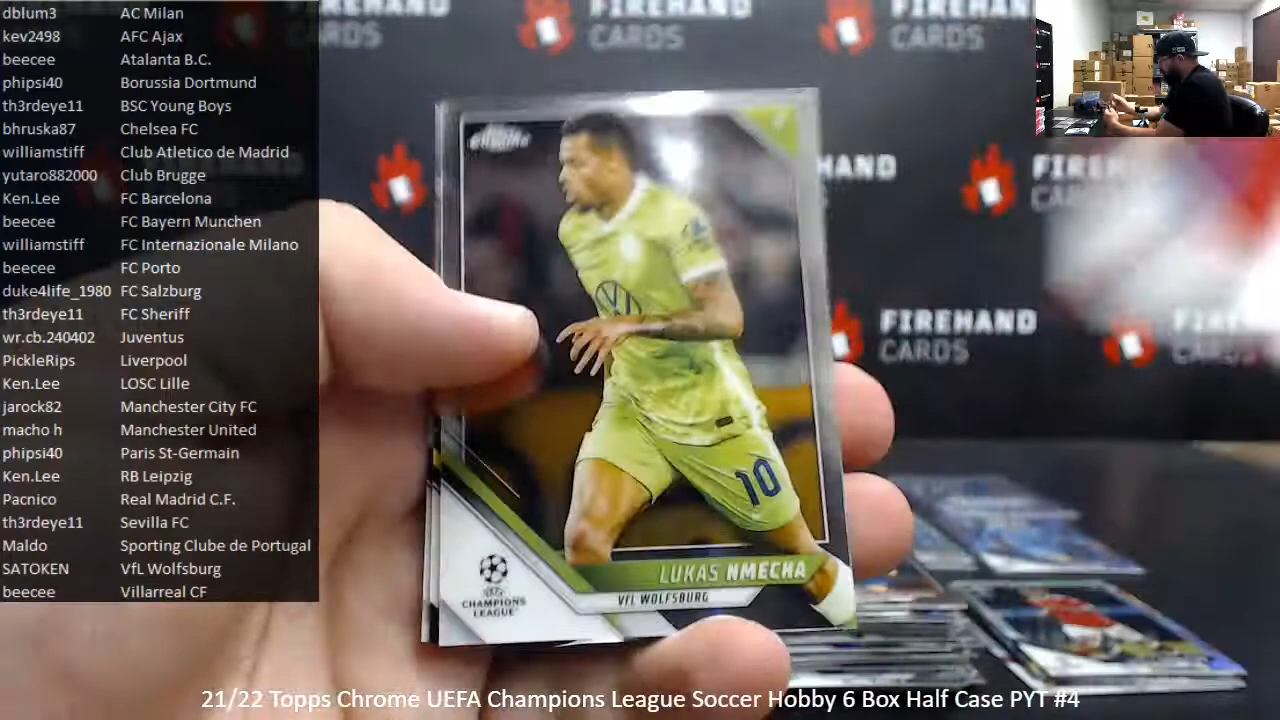 dblum3 AC Milan
kev2498 AFC Ajax
beecee Atalanta B.C.
phipsi40 Borussia Dortmund
th3rdeye11 BSC Young Boys
bhruska87 Chelsea FC
williamstiff Club Atletico de Madrid
yutaro882000 Club Brugge
Ken.Lee FC Barcelona
beecee FC Bayern Munchen
williamstiff FC Internazionale Milano
beecee FC Porto
duke4life_1980 FC Salzburg
th3rdeye11 FC Sheriff
wr.cb.240402 Juventus
PickleRips Liverpool
Ken.Lee LOSC Lille
jarock82 Manchester City FC
macho h Manchester United
phipsi40 Paris St-Germain
Ken.Lee RB Leipzig
Pacnico Real Madrid C.F.
th3rdeye11 Sevilla FC
Maldo Sporting Clube de Portugal
SATOKEN VfL Wolfsburg
beecee Villarreal CF
FIREHAND
CARDS
FIREHAND
CARDS
FIREHAN
CARDS
HAND
DS
FIREH
CAR
FIREHAND
CARDS
chrome
10
LUKAS NMECHA
VfL WOLFSBURG
CHAMPIONS
LEAGUE
21/22 Topps Chrome UEFA Champions League Soccer Hobby 6 Box Half Case PYT #4